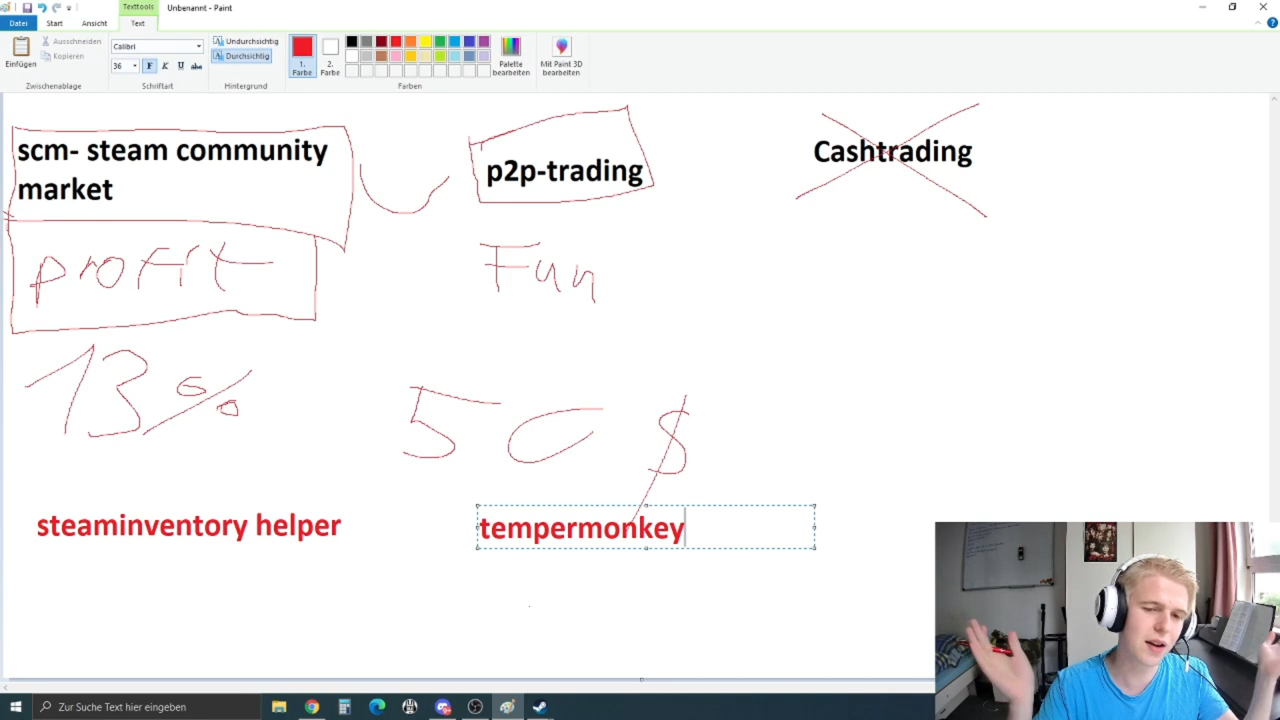 Texttools
Unbenannt - Paint
Datei
Start
Ansicht
Text
Einfügen
Ausschneiden
Kopieren
Zwischenablage
Calibri
36
F K U abc
Schriftart
Undurchsichtig
Durchsichtig
Hintergrund
1.
Farbe
2.
Farbe
Palette
bearbeiten
Mit Paint 3D
bearbeiten
Farben
scm- steam community
market
p2p-trading
Cashtrading
profit
Fun
13%
50 $
steaminventory helper
tempermonkey
Zur Suche Text hier eingeben